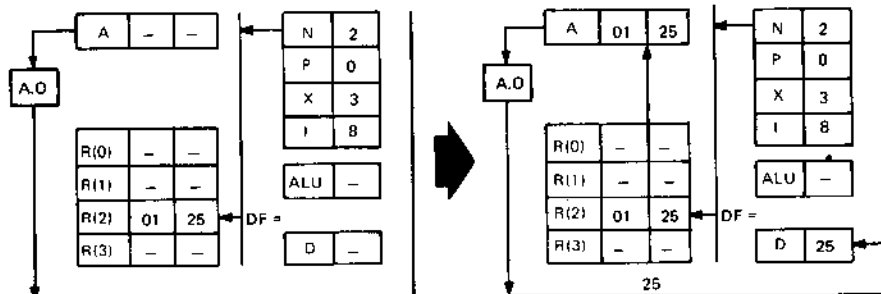 A – –
N 2
P 0
X 3
I 8
A.0
R(0) – –
R(1) – –
R(2) 01 25
R(3) – –
ALU –
DF =
D –
A 01 25
N 2
P 0
X 3
I 8
A.0
R(0) – –
R(1) – –
R(2) 01 25
R(3) – –
ALU –
DF =
D 25
25